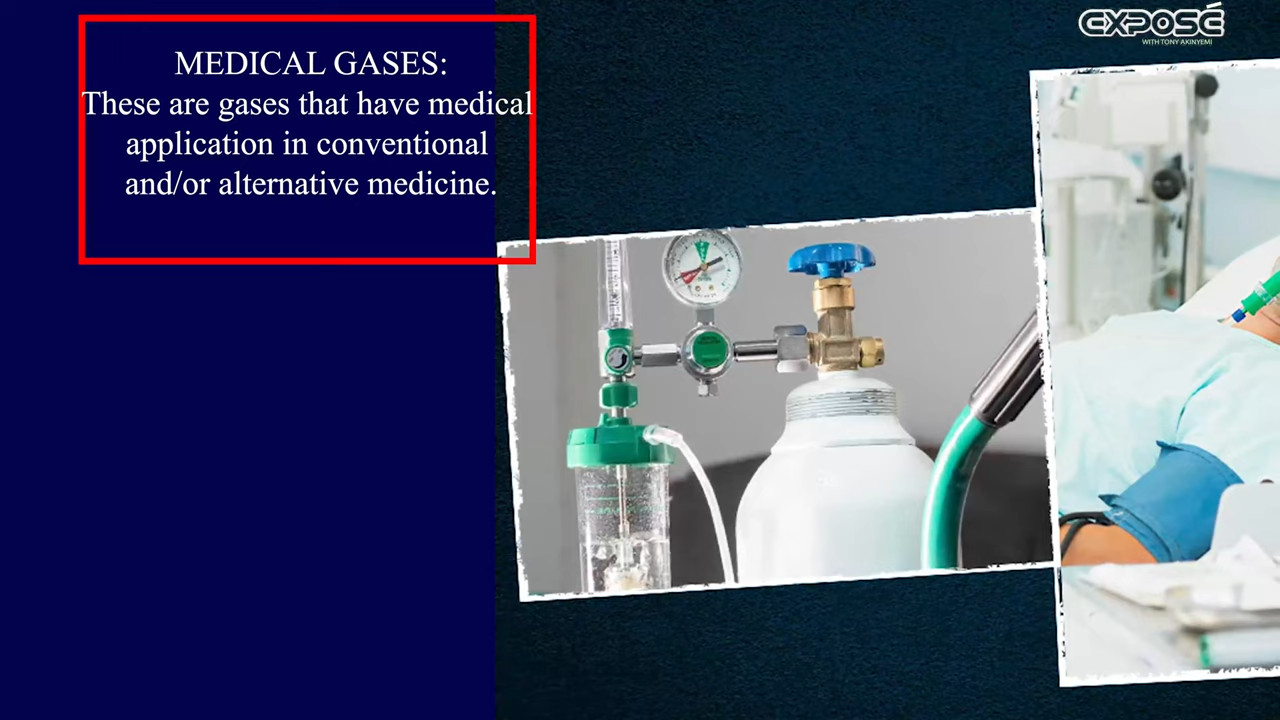 MEDICAL GASES:
These are gases that have medical
application in conventional
and/or alternative medicine.
EXPOSÉ
WITH TONY AKINYEMI